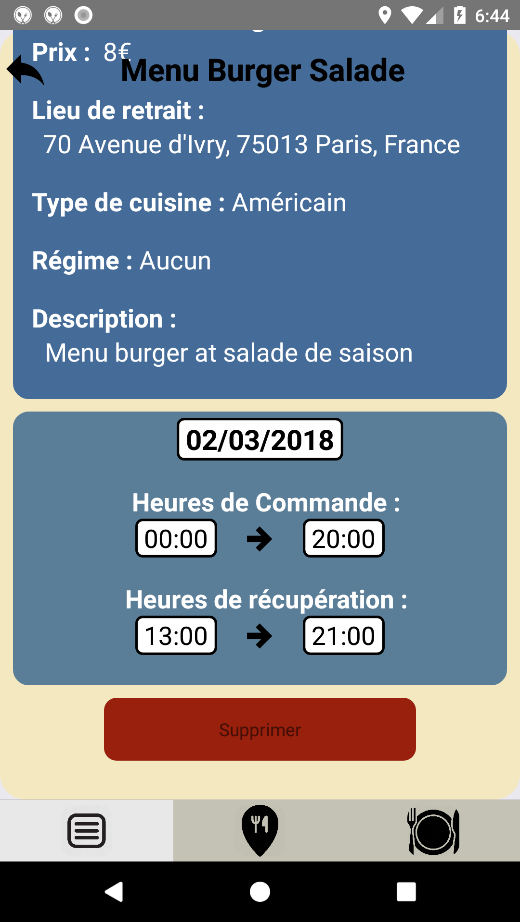 6:44
Prix : 8€
Menu Burger Salade
Lieu de retrait :
70 Avenue d'Ivry, 75013 Paris, France
Type de cuisine : Américain
Régime : Aucun
Description :
Menu burger at salade de saison
02/03/2018
Heures de Commande :
00:00 20:00
Heures de récupération :
13:00 21:00
Supprimer